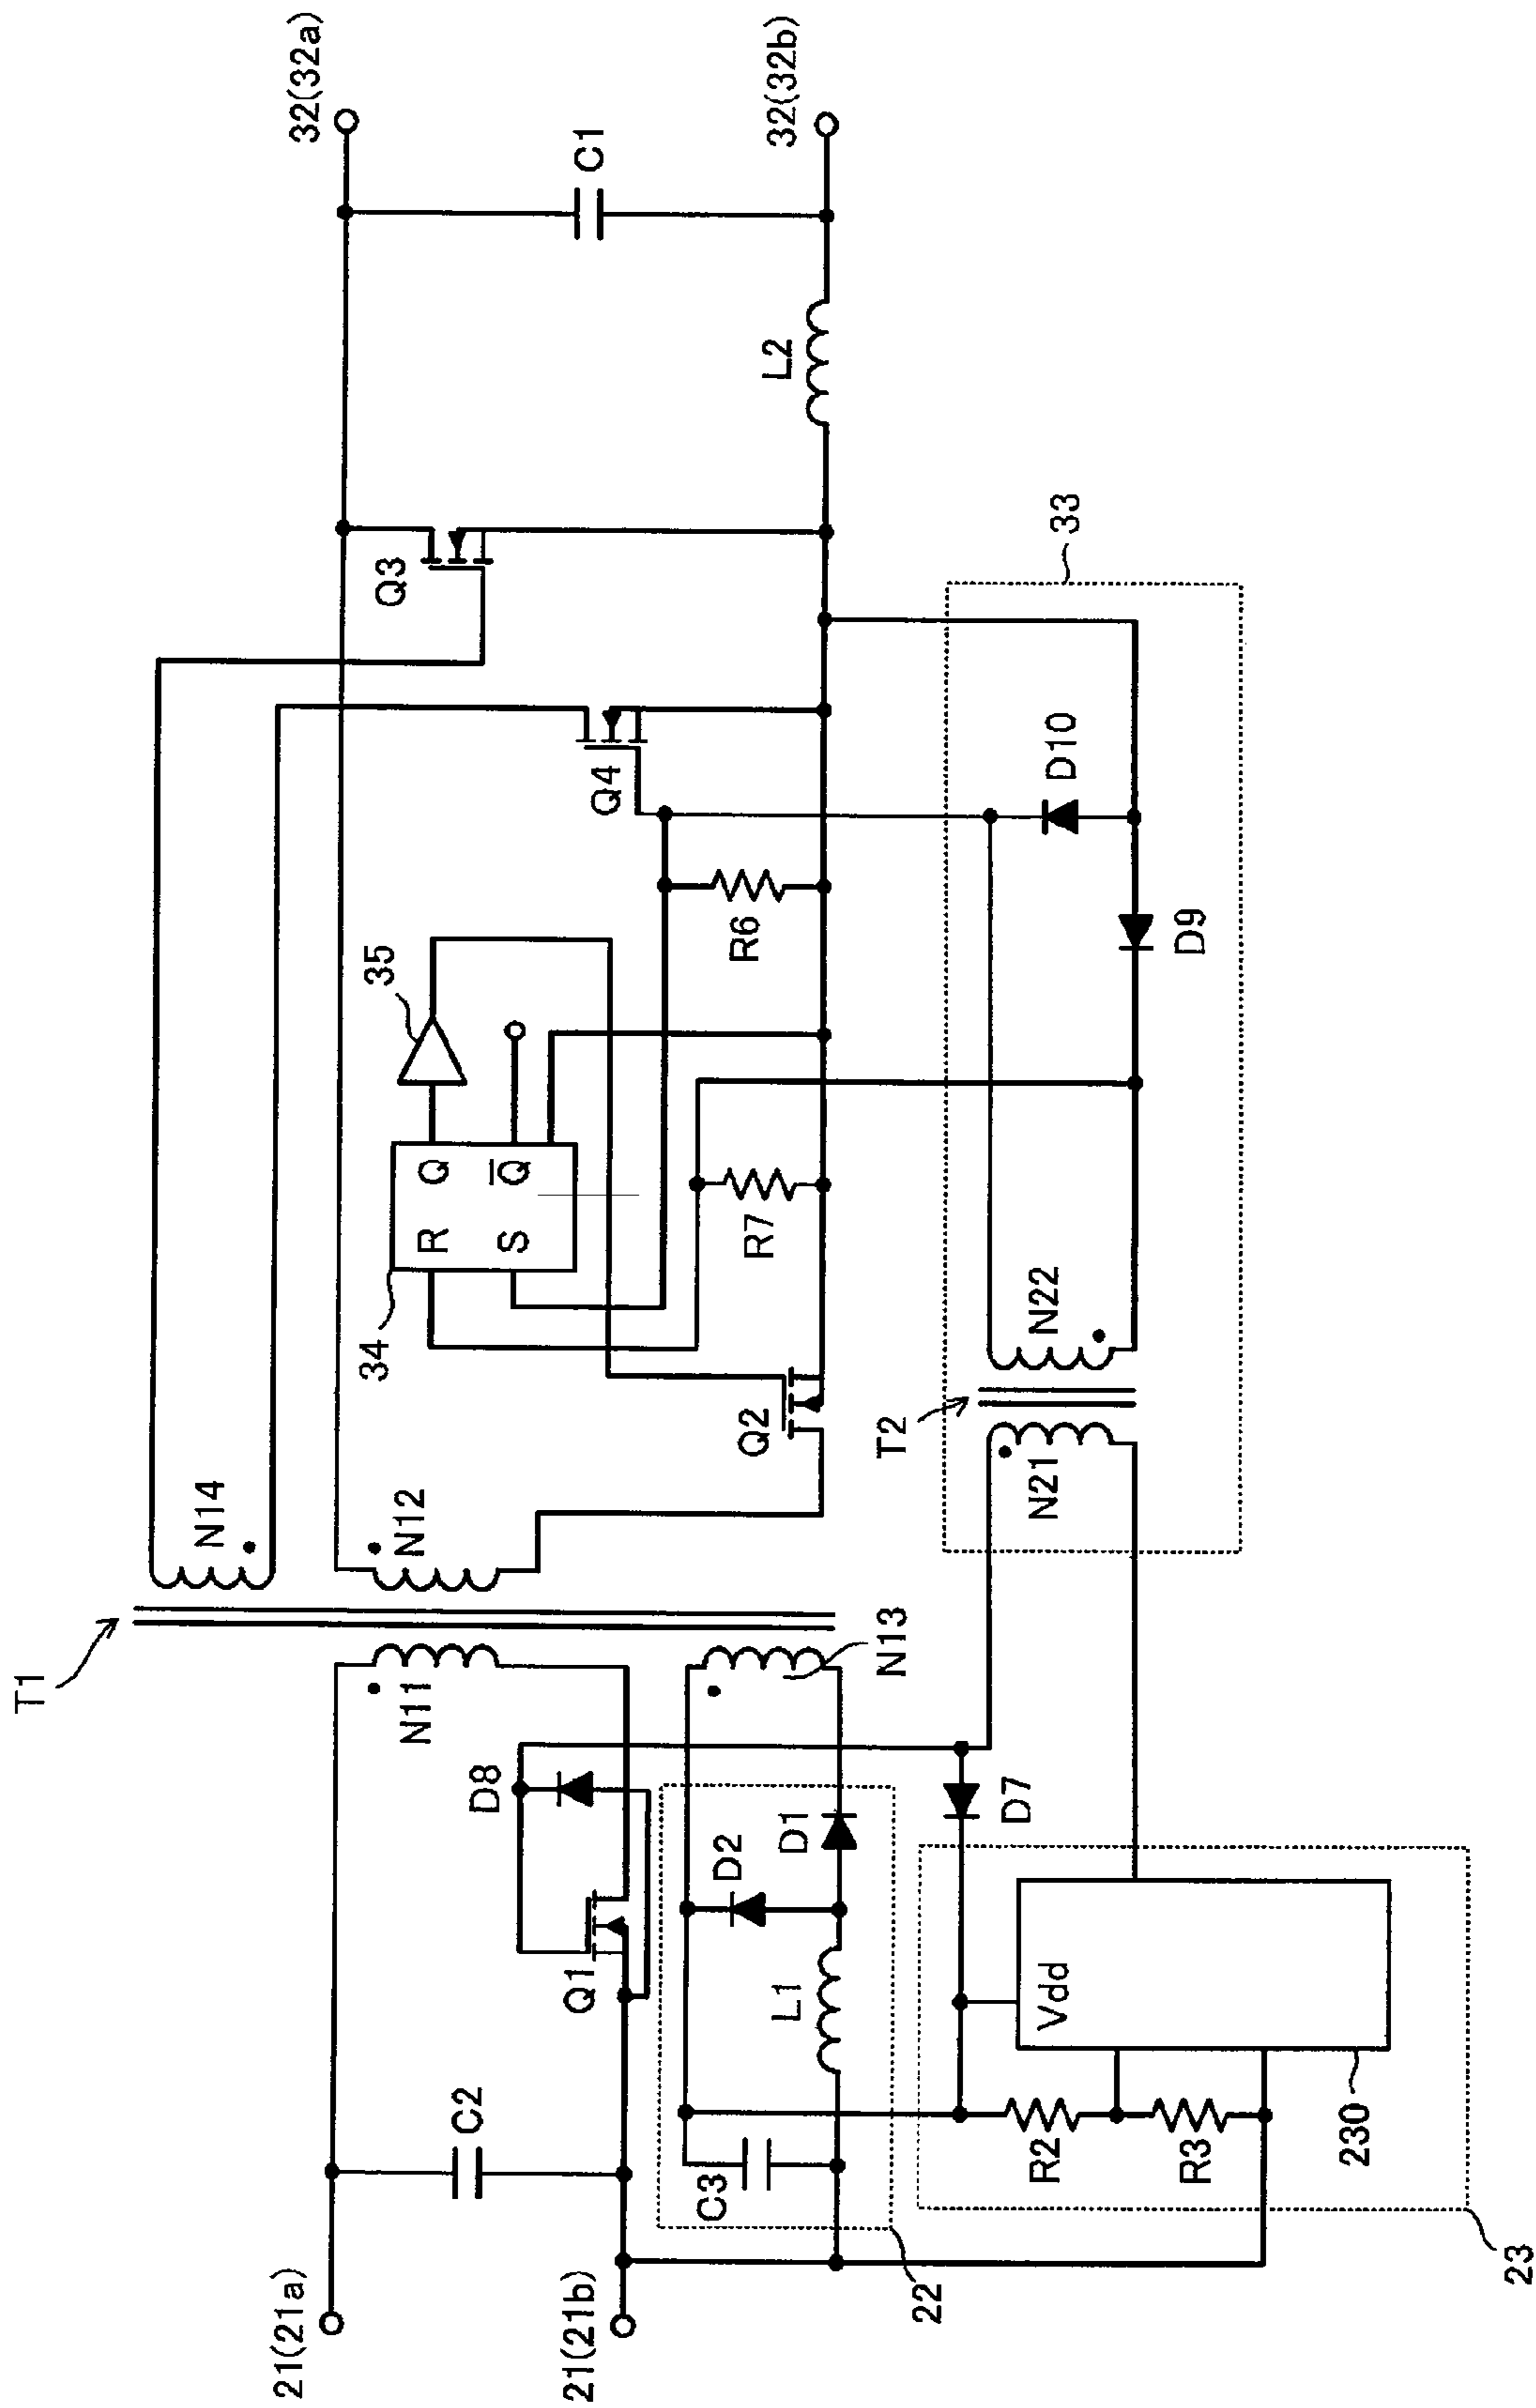 T1
N14
N11
N12
34
R
Q
S
Q̅
35
Q3
32(32a)
21(21a)
C2
Q1
D8
Q2
R7
R6
Q4
L2
C1
32(32b)
21(21b)
C3
L1
D2
D1
N13
22
T2
33
D7
N21
N22
D10
D9
R2
R3
Vdd
230
23